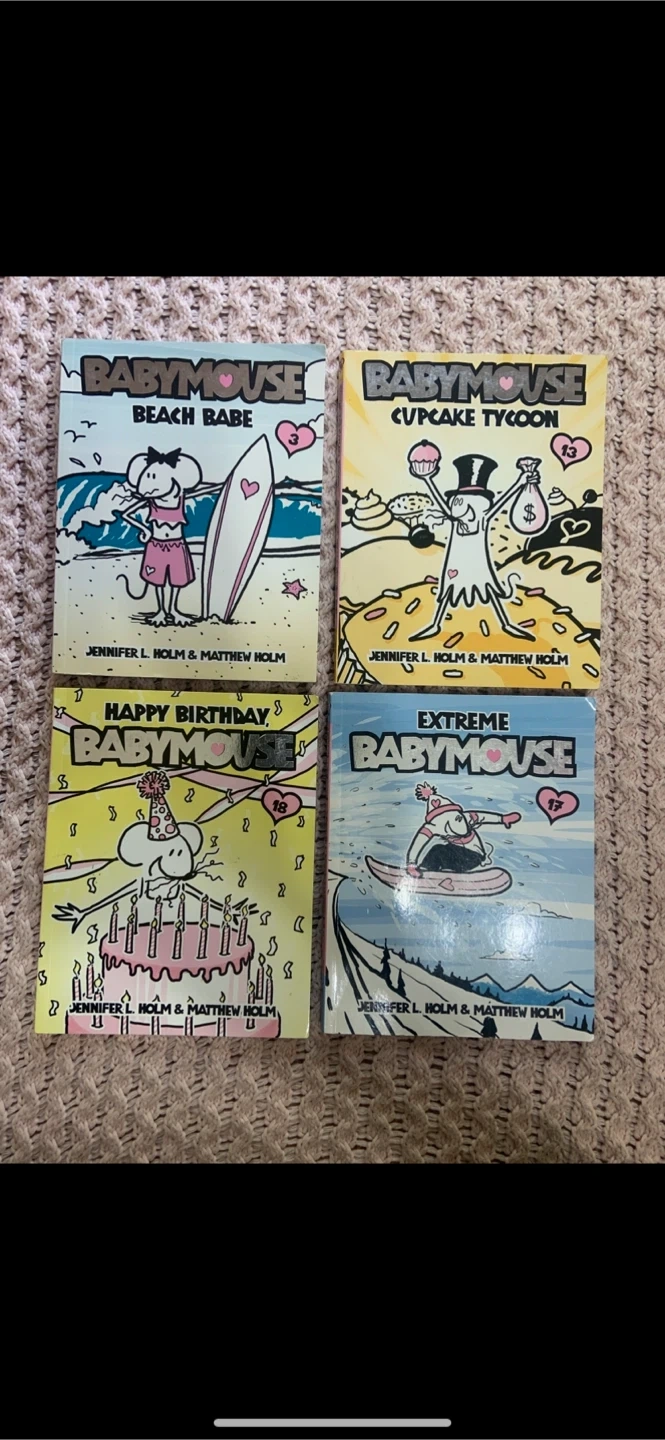 BABYMOUSE
BEACH BABE
3
JENNIFER L. HOLM & MATTHEW HOLM
BABYMOUSE
CUPCAKE TYCOON
13
$
JENNIFER L. HOLM & MATTHEW HOLM
HAPPY BIRTHDAY,
BABYMOUSE
18
JENNIFER L. HOLM & MATTHEW HOLM
EXTREME
BABYMOUSE
17
JENNIFER L. HOLM & MATTHEW HOLM